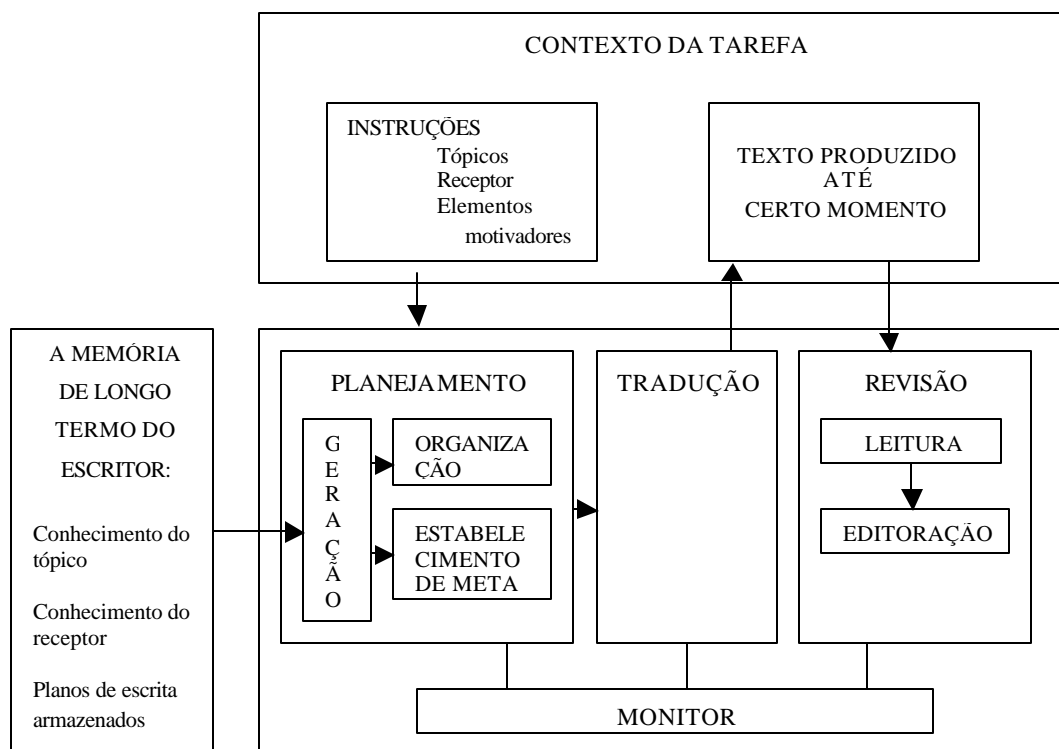 CONTEXTO DA TAREFA
INSTRUÇÕES
Tópicos
Receptor
Elementos
motivadores
TEXTO PRODUZIDO
ATÉ
CERTO MOMENTO
A MEMÓRIA
DE LONGO
TERMO DO
ESCRITOR:
Conhecimento do
tópico
Conhecimento do
receptor
Planos de escrita
armazenados
PLANEJAMENTO
G
E
R
A
Ç
Ã
O
ORGANIZA
ÇÃO
ESTABELE
CIMENTO
DE META
TRADUÇÃO
REVISÃO
LEITURA
EDITORAÇÃO
MONITOR